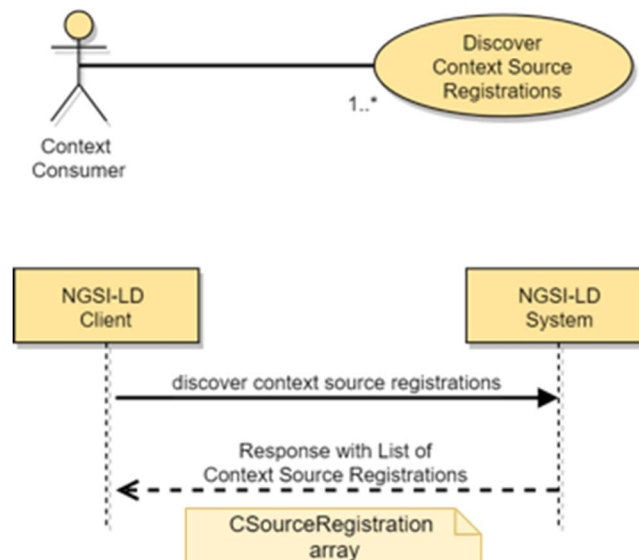 Discover
Context Source
Registrations
1..*
Context
Consumer
NGSI-LD
Client
NGSI-LD
System
discover context source registrations
Response with List of
Context Source Registrations
CSourceRegistration
array